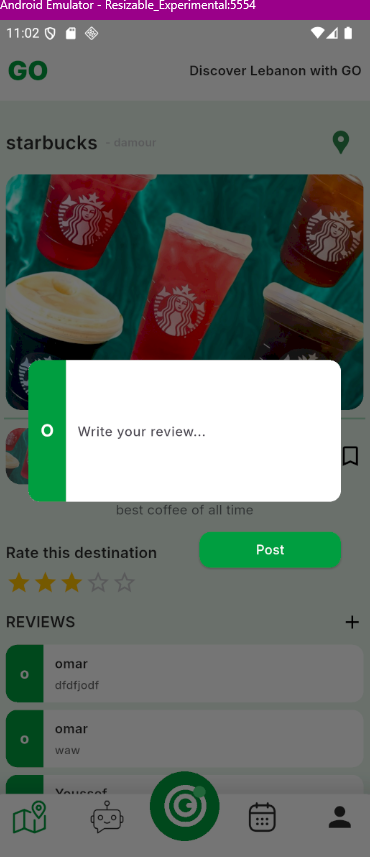 Android Emulator - Resizable_Experimental:5554
11:02
GO
Discover Lebanon with GO
starbucks - damour
O
Write your review...
best coffee of all time
Rate this destination
Post
REVIEWS
o
omar
dfdfjodf
o
omar
waw
Youssef